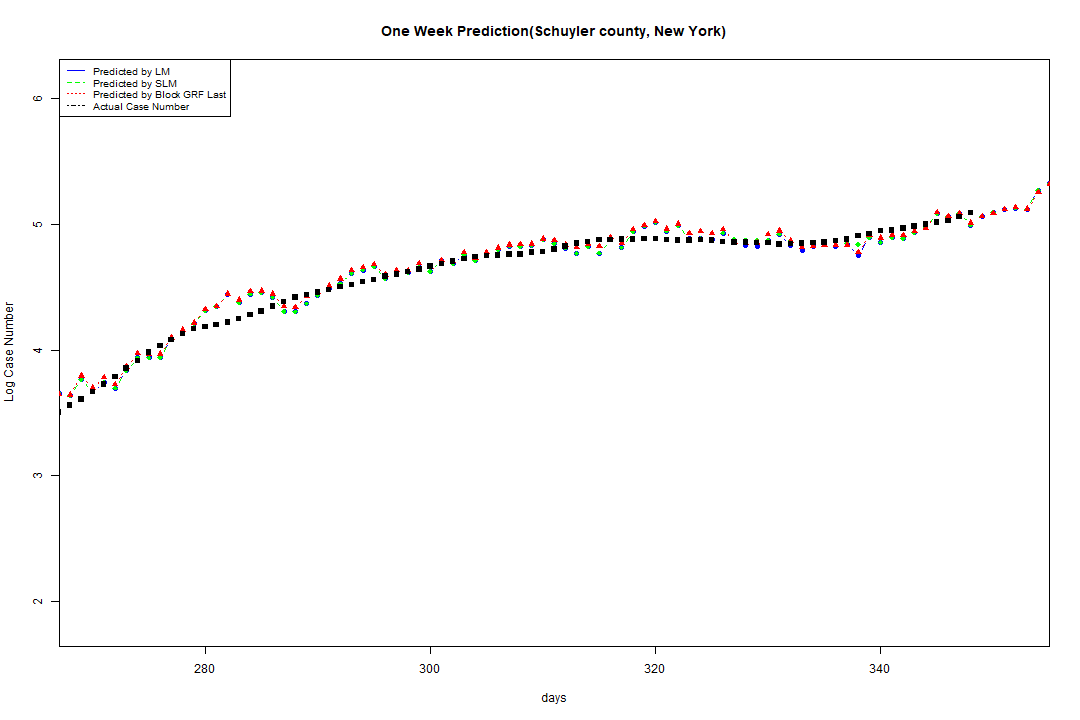 One Week Prediction(Schuyler county, New York)
Predicted by LM
Predicted by SLM
Predicted by Block GRF Last
Actual Case Number
6
5
4
3
2
Log Case Number
280
300
320
340
days